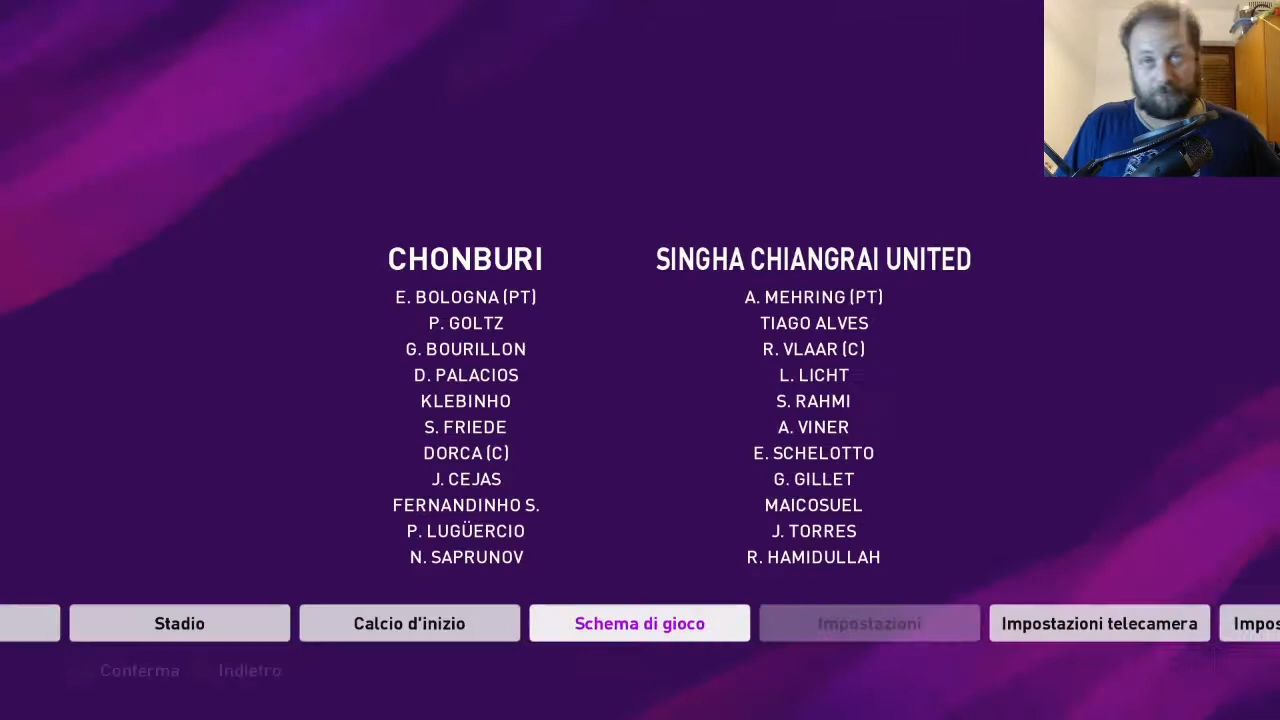 CHONBURI
E. BOLOGNA (PT)
P. GOLTZ
G. BOURILLON
D. PALACIOS
KLEBINHO
S. FRIEDE
DORCA (C)
J. CEJAS
FERNANDINHO S.
P. LUGÜERCIO
N. SAPRUNOV
SINGHA CHIANGRAI UNITED
A. MEHRING (PT)
TIAGO ALVES
R. VLAAR (C)
L. LICHT
S. RAHMI
A. VINER
E. SCHELOTTO
G. GILLET
MAICOSUEL
J. TORRES
R. HAMIDULLAH
Stadio
Calcio d'inizio
Schema di gioco
Impostazioni
Impostazioni telecamera
Impos
Conferma
Indietro